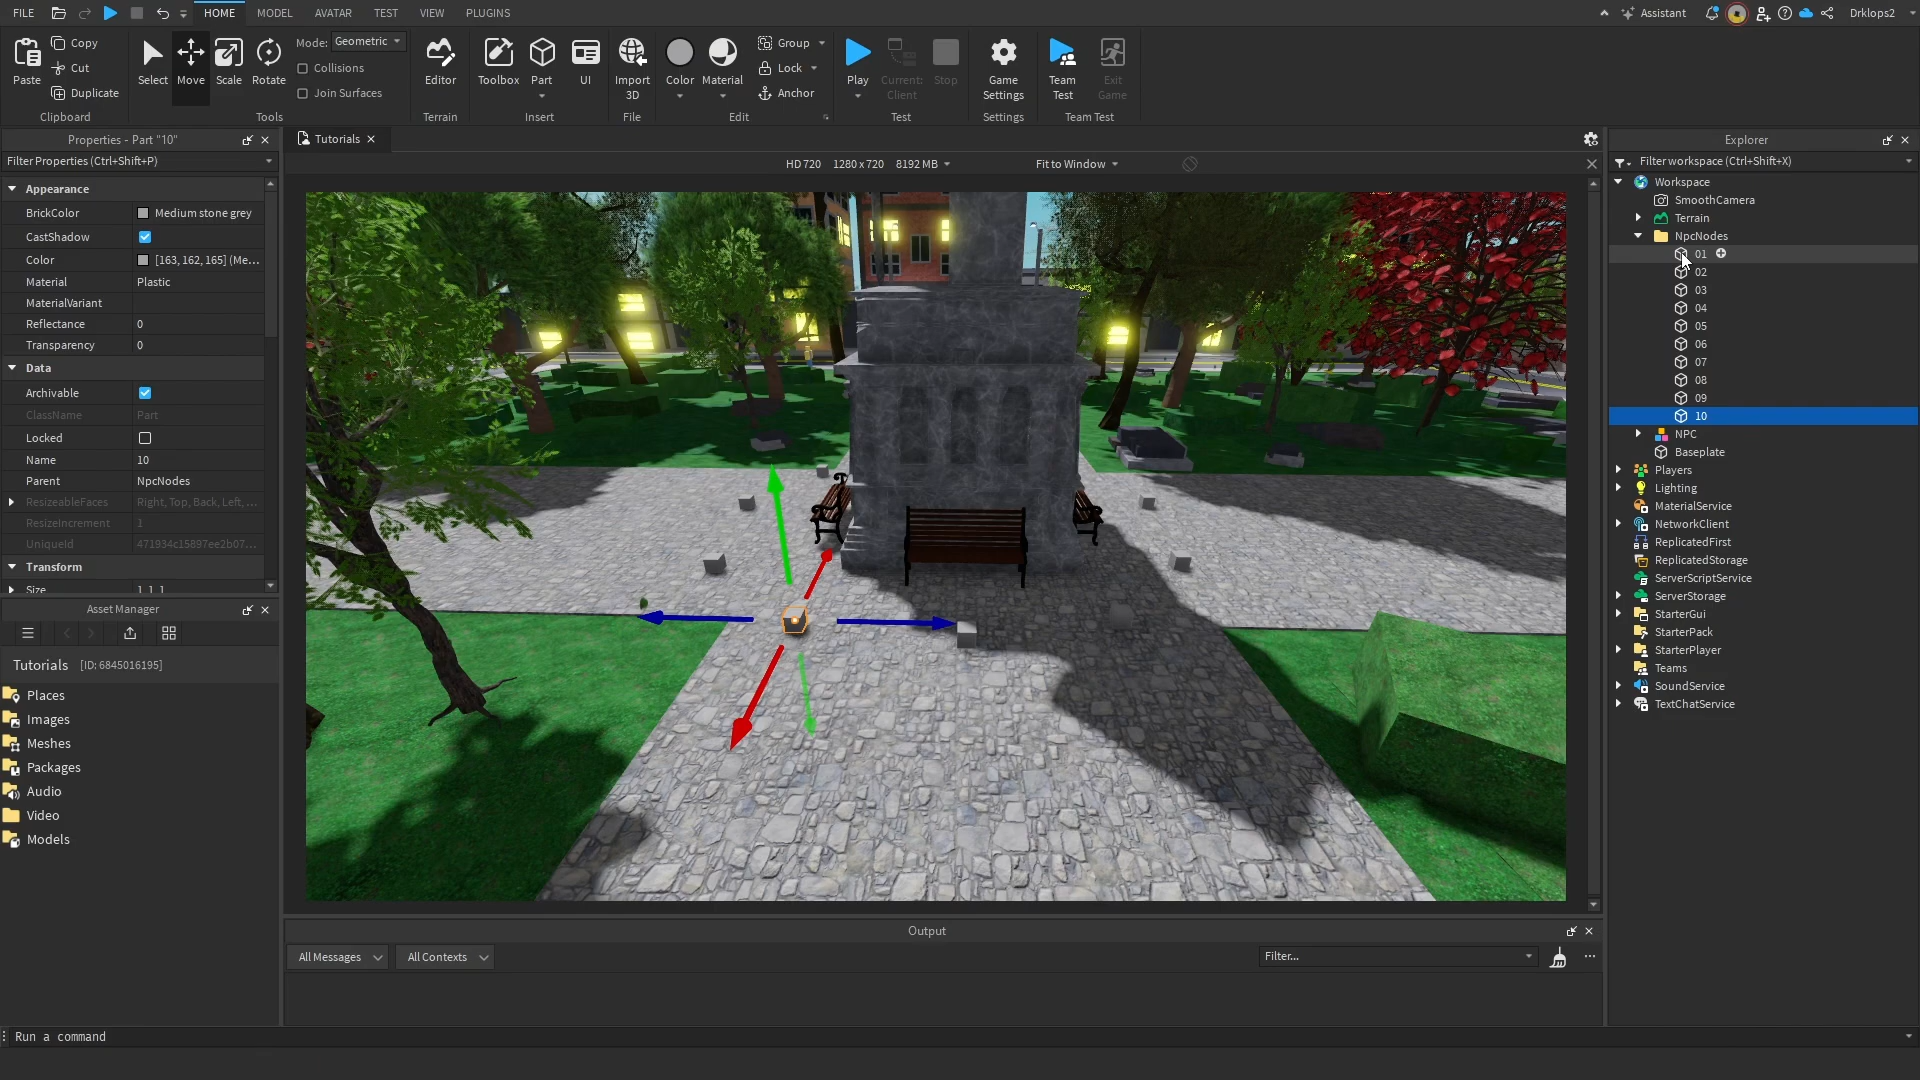 FILE HOME MODEL AVATAR TEST VIEW PLUGINS Assistant Drklops2
Paste Copy Cut Duplicate Clipboard
Select Move Scale Rotate Mode: Geometric Collisions Join Surfaces Tools
Editor Terrain
Toolbox Part UI Insert
Import 3D File
Color Material Group Lock Anchor Edit
Play Current: Client Stop Test
Game Settings Settings
Team Test Exit Game Team Test
Properties - Part "10"
Filter Properties (Ctrl+Shift+P)
Appearance
BrickColor Medium stone grey
CastShadow
Color [163, 162, 165] (Me...
Material Plastic
MaterialVariant
Reflectance 0
Transparency 0
Data
Archivable
ClassName Part
Locked
Name 10
Parent NpcNodes
ResizeableFaces Right, Top, Back, Left, ...
ResizeIncrement 1
UniqueId 471934c15897ee2b07...
Transform
Size 1, 1, 1
Asset Manager
Tutorials [ID: 6845016195]
Places
Images
Meshes
Packages
Audio
Video
Models
Tutorials
HD 720 1280 x 720 8192 MB Fit to Window
Output
All Messages All Contexts Filter...
Explorer
Filter workspace (Ctrl+Shift+X)
Workspace
SmoothCamera
Terrain
NpcNodes
01
02
03
04
05
06
07
08
09
10
NPC
Baseplate
Players
Lighting
MaterialService
NetworkClient
ReplicatedFirst
ReplicatedStorage
ServerScriptService
ServerStorage
StarterGui
StarterPack
StarterPlayer
Teams
SoundService
TextChatService
Run a command